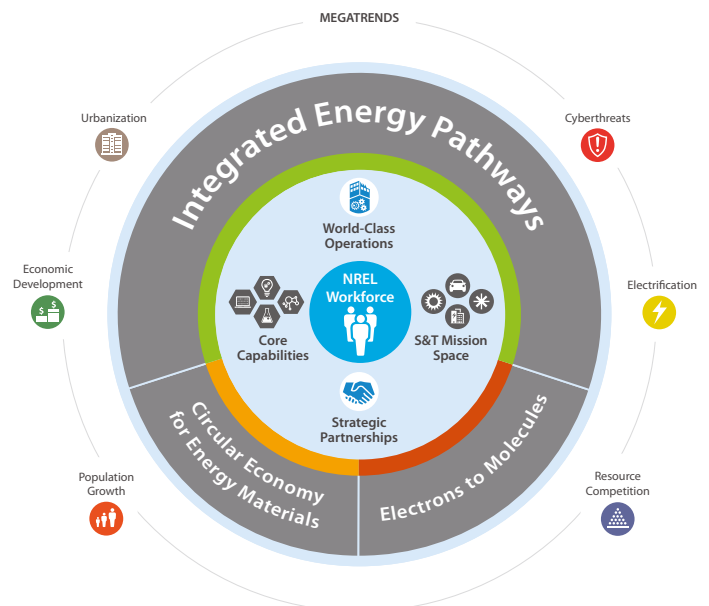 MEGATRENDS
Urbanization
Cyberthreats
Integrated Energy Pathways
World-Class
Operations
Economic
Development
NREL
Workforce
Electrification
Core
Capabilities
S&T Mission
Space
Strategic
Partnerships
Circular Economy
for Energy Materials
Electrons to Molecules
Population
Growth
Resource
Competition
$
$